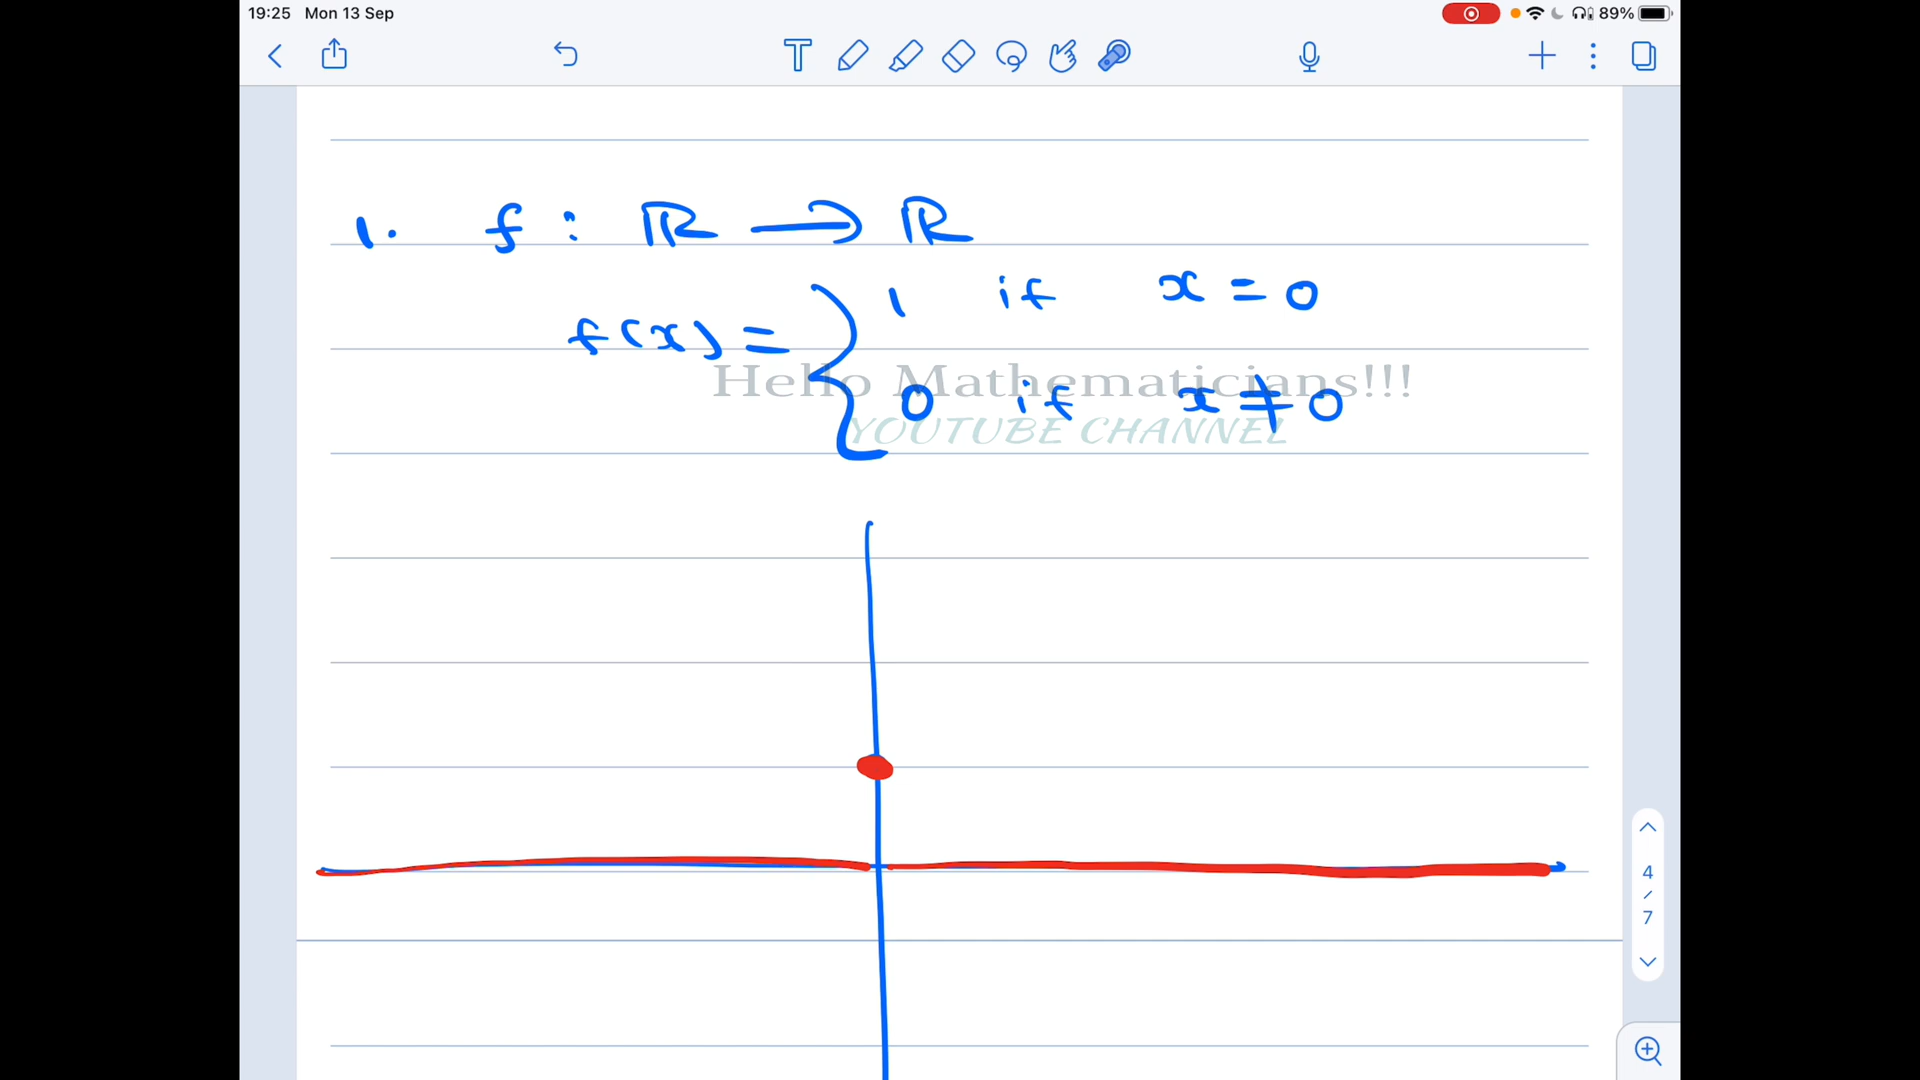 19:25 Mon 13 Sep 89%
1. f : ℝ ⟶ ℝ
f(x) = { 1 if x = 0
0 if x ≠ 0
Hello Mathematicians!!!
YOUTUBE CHANNEL
4
/
7